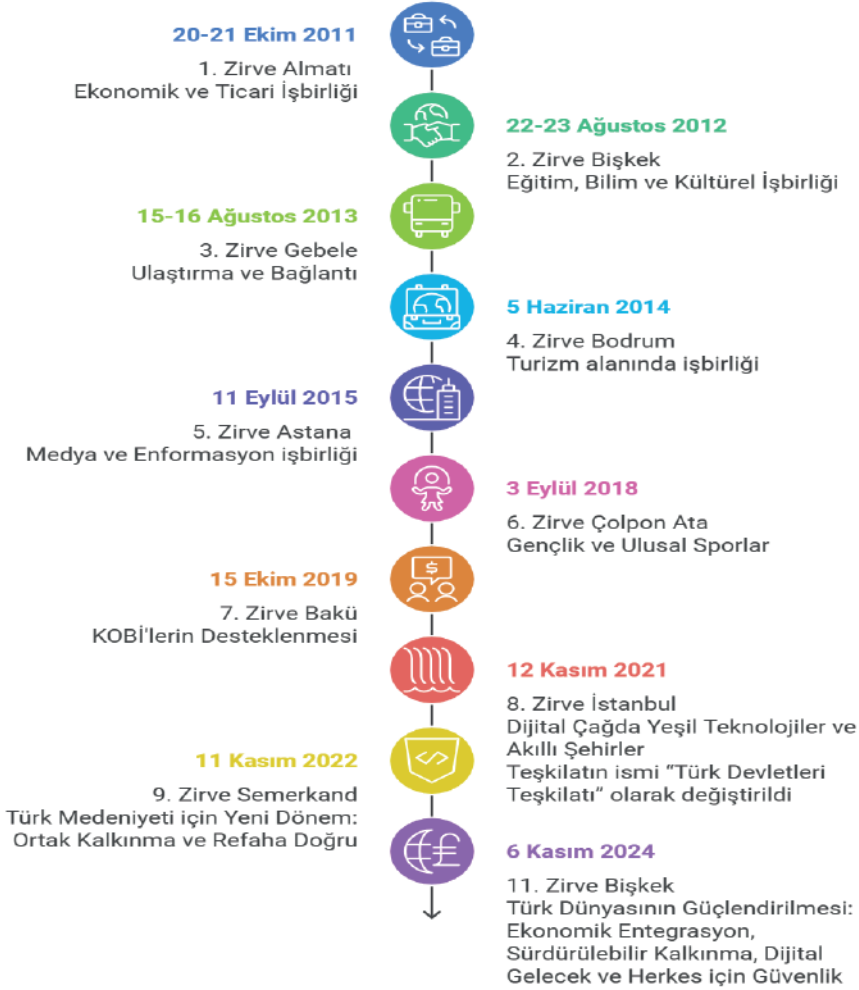 20-21 Ekim 2011
1. Zirve Almatı
Ekonomik ve Ticari İşbirliği
22-23 Ağustos 2012
2. Zirve Bişkek
Eğitim, Bilim ve Kültürel İşbirliği
15-16 Ağustos 2013
3. Zirve Gebele
Ulaştırma ve Bağlantı
5 Haziran 2014
4. Zirve Bodrum
Turizm alanında işbirliği
11 Eylül 2015
5. Zirve Astana
Medya ve Enformasyon işbirliği
3 Eylül 2018
6. Zirve Çolpon Ata
Gençlik ve Ulusal Sporlar
15 Ekim 2019
7. Zirve Bakü
KOBİ'lerin Desteklenmesi
12 Kasım 2021
8. Zirve İstanbul
Dijital Çağda Yeşil Teknolojiler ve
Akıllı Şehirler
Teşkilatın ismi “Türk Devletleri
Teşkilatı” olarak değiştirildi
11 Kasım 2022
9. Zirve Semerkand
Türk Medeniyeti için Yeni Dönem:
Ortak Kalkınma ve Refaha Doğru
6 Kasım 2024
11. Zirve Bişkek
Türk Dünyasının Güçlendirilmesi:
Ekonomik Entegrasyon,
Sürdürülebilir Kalkınma, Dijital
Gelecek ve Herkes için Güvenlik